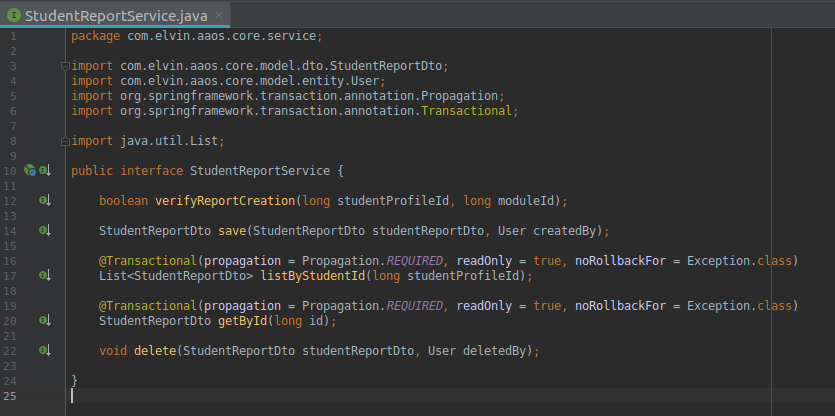 StudentReportService.java
1 package com.elvin.aaos.core.service;
2
3 import com.elvin.aaos.core.model.dto.StudentReportDto;
4 import com.elvin.aaos.core.model.entity.User;
5 import org.springframework.transaction.annotation.Propagation;
6 import org.springframework.transaction.annotation.Transactional;
7
8 import java.util.List;
9
10 public interface StudentReportService {
11
12 boolean verifyReportCreation(long studentProfileId, long moduleId);
13
14 StudentReportDto save(StudentReportDto studentReportDto, User createdBy);
15
16 @Transactional(propagation = Propagation.REQUIRED, readOnly = true, noRollbackFor = Exception.class)
17 List<StudentReportDto> listByStudentId(long studentProfileId);
18
19 @Transactional(propagation = Propagation.REQUIRED, readOnly = true, noRollbackFor = Exception.class)
20 StudentReportDto getById(long id);
21
22 void delete(StudentReportDto studentReportDto, User deletedBy);
23
24 }
25